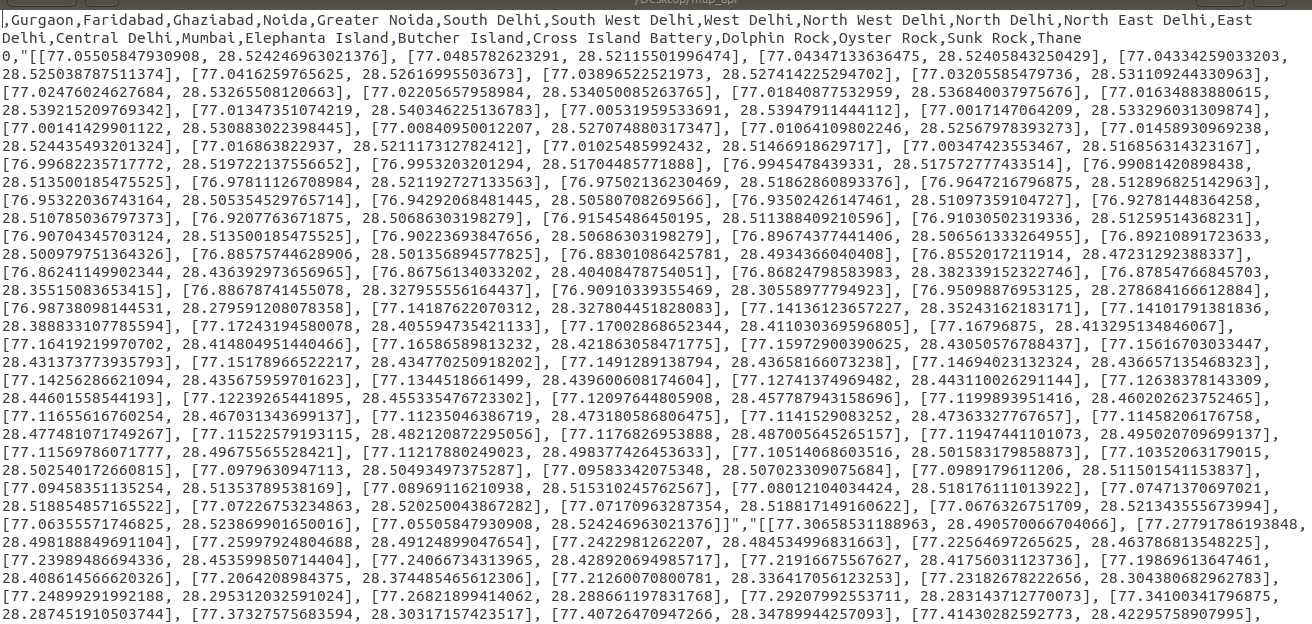 /Desktop/map_api
,Gurgaon,Faridabad,Ghaziabad,Noida,Greater Noida,South Delhi,South West Delhi,West Delhi,North West Delhi,North Delhi,North East Delhi,East
Delhi,Central Delhi,Mumbai,Elephanta Island,Butcher Island,Cross Island Battery,Dolphin Rock,Oyster Rock,Sunk Rock,Thane
0,"[[77.05505847930908, 28.524246963021376], [77.0485782623291, 28.52115501996474], [77.04347133636475, 28.52405843250429], [77.04334259033203,
28.525038787511374], [77.0416259765625, 28.52616995503673], [77.03896522521973, 28.527414225294702], [77.03205585479736, 28.531109244330963],
[77.02476024627684, 28.53265508120663], [77.02205657958984, 28.534050085263765], [77.01840877532959, 28.536840037975676], [77.01634883880615,
28.539215209769342], [77.01347351074219, 28.540346225136783], [77.00531959533691, 28.53947911444112], [77.0017147064209, 28.533296031309874],
[77.00141429901122, 28.530883022398445], [77.00840950012207, 28.527074880317347], [77.01064109802246, 28.52567978393273], [77.01458930969238,
28.524435493201324], [77.016863822937, 28.521117312782412], [77.01025485992432, 28.51466918629717], [77.00347423553467, 28.516856314323167],
[76.99682235717772, 28.519722137556652], [76.9953203201294, 28.51704485771888], [76.9945478439331, 28.517572777433514], [76.99081420898438,
28.513500185475525], [76.97811126708984, 28.521192727133563], [76.97502136230469, 28.51862860893376], [76.9647216796875, 28.512896825142963],
[76.95322036743164, 28.505354529765714], [76.94292068481445, 28.50580708269566], [76.93502426147461, 28.51097359104727], [76.92781448364258,
28.510785036797373], [76.9207763671875, 28.50686303198279], [76.91545486450195, 28.511388409210596], [76.91030502319336, 28.51259514368231],
[76.90704345703124, 28.513500185475525], [76.90223693847656, 28.50686303198279], [76.89674377441406, 28.506561333264955], [76.89210891723633,
28.500979751364326], [76.88575744628906, 28.501356894577825], [76.88301086425781, 28.4934366040408], [76.8552017211914, 28.47231292388337],
[76.86241149902344, 28.436392973656965], [76.86756134033202, 28.40408478754051], [76.86824798583983, 28.382339152322746], [76.87854766845703,
28.35515083653415], [76.88678741455078, 28.327955556164437], [76.90910339355469, 28.30558977794923], [76.95098876953125, 28.278684166612884],
[76.98738098144531, 28.279591208078358], [77.14187622070312, 28.327804451828083], [77.14136123657227, 28.35243162183171], [77.14101791381836,
28.388833107785594], [77.17243194580078, 28.405594735421133], [77.17002868652344, 28.411030369596805], [77.16796875, 28.413295134846067],
[77.16419219970702, 28.414804951440466], [77.16586589813232, 28.421863058471775], [77.15972900390625, 28.43050576788437], [77.15616703033447,
28.431373773935793], [77.15178966522217, 28.434770250918202], [77.1491289138794, 28.43658166073238], [77.14694023132324, 28.436657135468323],
[77.14256286621094, 28.435675959701623], [77.1344518661499, 28.439600608174604], [77.12741374969482, 28.443110026291144], [77.12638378143309,
28.44601558544193], [77.12239265441895, 28.455335476723302], [77.12097644805908, 28.457787943158696], [77.1199893951416, 28.460202623752465],
[77.11655616760254, 28.467031343699137], [77.11235046386719, 28.473180586806475], [77.1141529083252, 28.47363327767657], [77.11458206176758,
28.477481071749267], [77.11522579193115, 28.482120872295056], [77.1176826953888, 28.487005645265157], [77.11947441101073, 28.495020709699137],
[77.11569786071777, 28.49675565528421], [77.11217880249023, 28.498377426453633], [77.10514068603516, 28.501583179858873], [77.10352063179015,
28.502540172660815], [77.0979630947113, 28.50493497375287], [77.09583342075348, 28.507023309075684], [77.0989179611206, 28.511501541153837],
[77.09458351135254, 28.51353789538169], [77.08969116210938, 28.515310245762567], [77.08012104034424, 28.518176111013922], [77.07471370697021,
28.518854857165522], [77.07226753234863, 28.520250043867282], [77.07170963287354, 28.518817149160622], [77.0676326751709, 28.521343555673994],
[77.06355571746825, 28.523869901650016], [77.05505847930908, 28.524246963021376]]","[[77.30658531188963, 28.490570066704066], [77.27791786193848,
28.498188849691104], [77.25997924804688, 28.49124899047654], [77.2422981262207, 28.484534996831663], [77.22564697265625, 28.463786813548225],
[77.23989486694336, 28.453599850714404], [77.24066734313965, 28.428920694985717], [77.2191667556767​627, 28.41756031123736], [77.19869613647461,
28.408614566620326], [77.2064208984375, 28.374485465612306], [77.21260070800781, 28.336417056123253], [77.23182678222656, 28.304380682962783],
[77.24899291992188, 28.295312032591024], [77.26821899414062, 28.288661197831768], [77.29207992553711, 28.283143712770073], [77.34100341796875,
28.287451910503744], [77.3732757568359​4, 28.30317157423517], [77.40726470947266, 28.34789944257093], [77.41430282592773, 28.42295758907995],